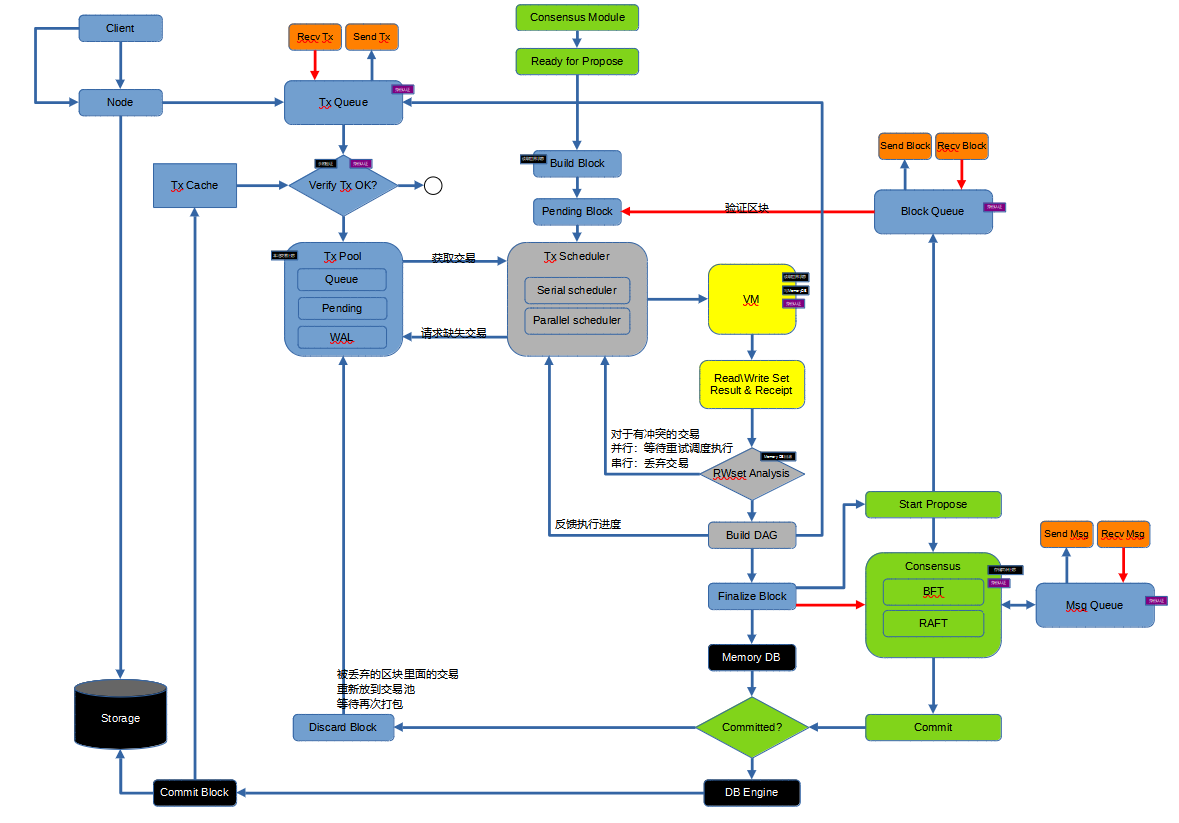 Client
Node
Recv Tx
Send Tx
Tx Queue
Consensus Module
Ready for Propose
Build Block
Pending Block
验证区块
Send Block
Recv Block
Block Queue
Tx Cache
Verify Tx OK?
Tx Pool
Queue
Pending
WAL
获取交易
请求缺失交易
Tx Scheduler
Serial scheduler
Parallel scheduler
VM
Read\Write Set
Result & Receipt
对于有冲突的交易
并行：等待重试调度执行
串行：丢弃交易
RWset Analysis
反馈执行进度
Build DAG
Finalize Block
Start Propose
Consensus
BFT
RAFT
Send Msg
Recv Msg
Msg Queue
Memory DB
被丢弃的区块里面的交易
重新放到交易池
等待再次打包
Discard Block
Committed?
Commit
Storage
Commit Block
DB Engine